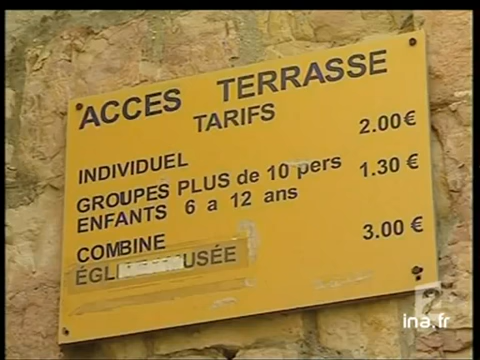 ACCES TERRASSE
TARIFS
INDIVIDUEL 2.00€
GROUPES PLUS de 10 pers 1.30 €
ENFANTS 6 a 12 ans
COMBINE 3.00 €
ina.fr